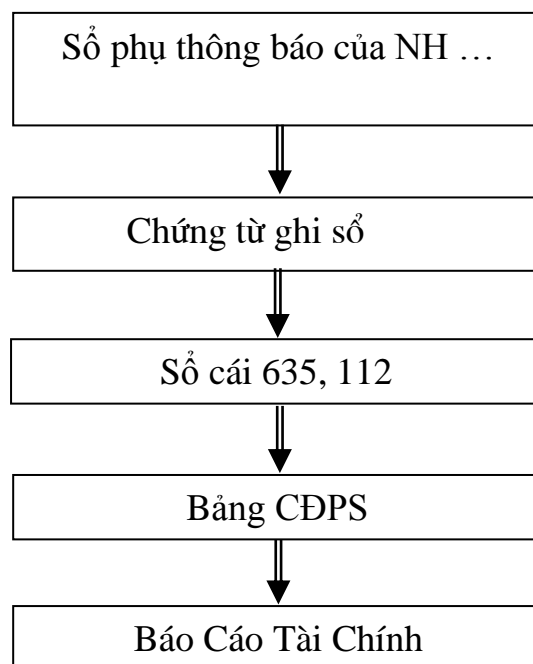 Sổ phụ thông báo của NH …
Chứng từ ghi sổ
Sổ cái 635, 112
Bảng CĐPS
Báo Cáo Tài Chính